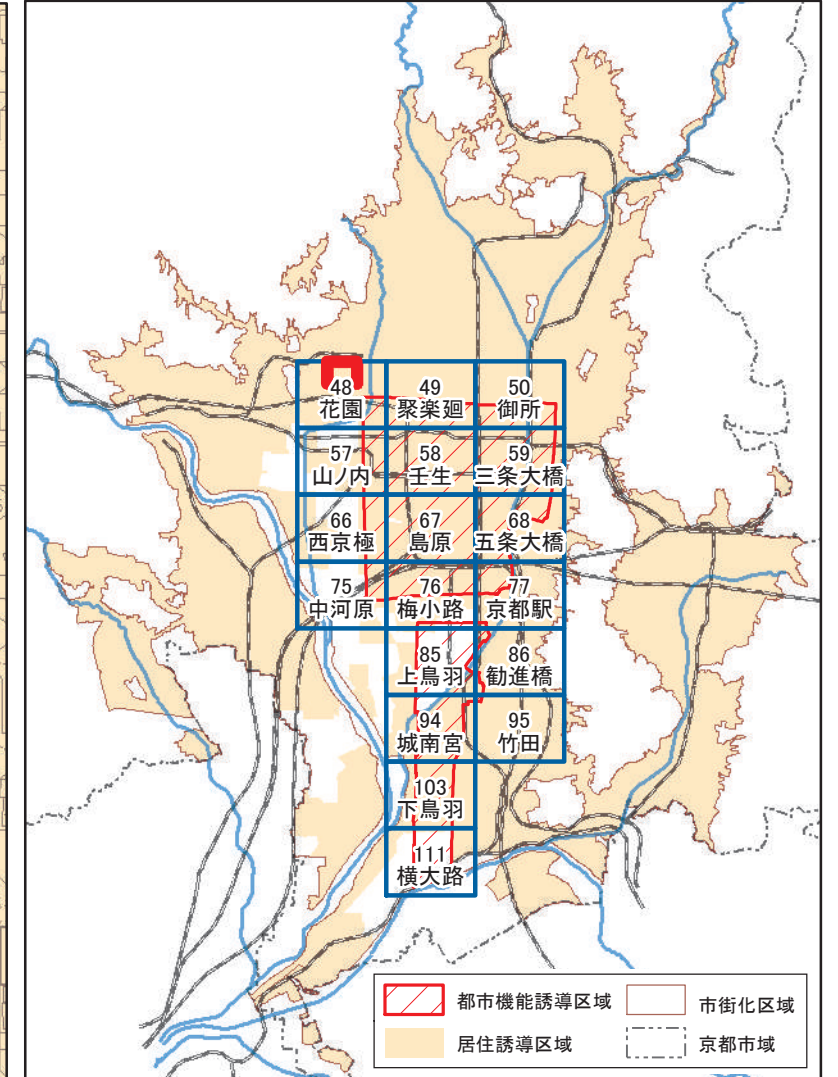 48
花園
49
聚楽廻
50
御所
57
山ノ内
58
壬生
59
三条大橋
66
西京極
67
島原
68
五条大橋
75
中河原
76
梅小路
77
京都駅
85
上鳥羽
86
勧進橋
94
城南宮
95
竹田
103
下鳥羽
111
横大路
都市機能誘導区域
市街化区域
居住誘導区域
京都市域